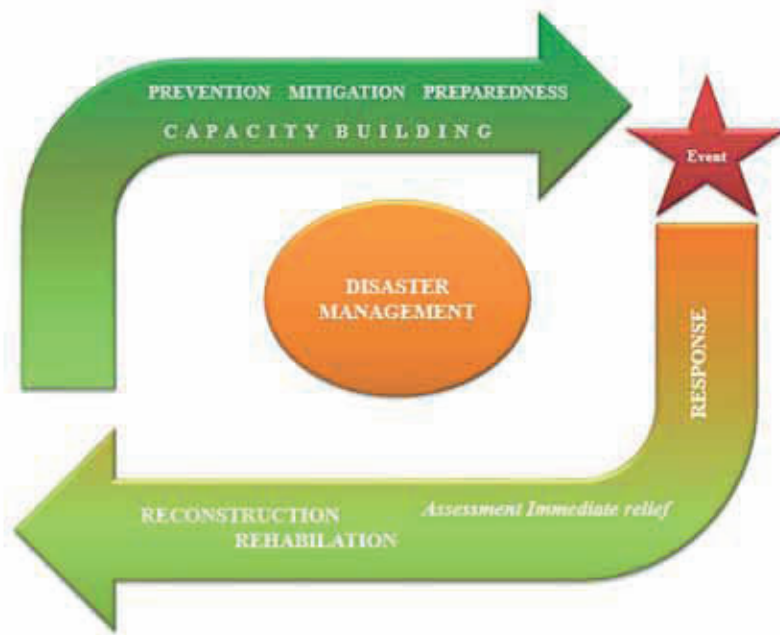 PREVENTION MITIGATION PREPAREDNESS
CAPACITY BUILDING
Event
DISASTER
MANAGEMENT
RESPONSE
Assessment Immediate relief
RECONSTRUCTION
REHABILATION